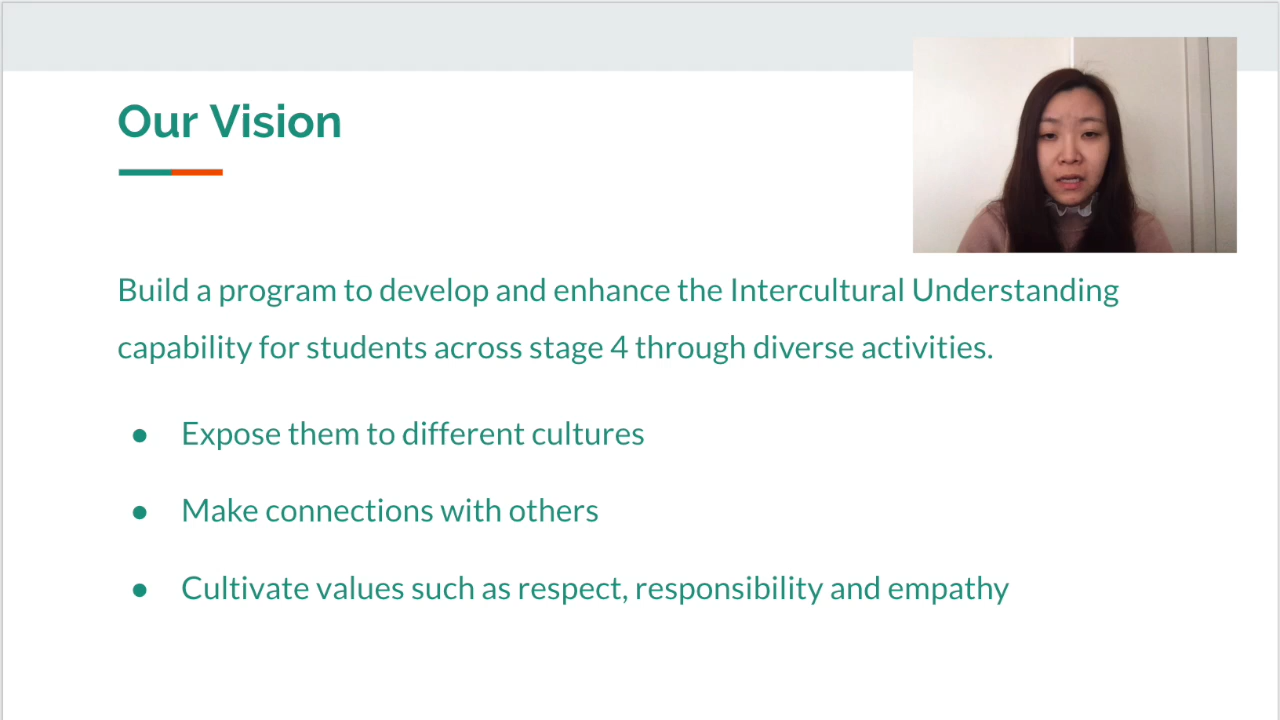 Our Vision
Build a program to develop and enhance the Intercultural Understanding
capability for students across stage 4 through diverse activities.
● Expose them to different cultures
● Make connections with others
● Cultivate values such as respect, responsibility and empathy